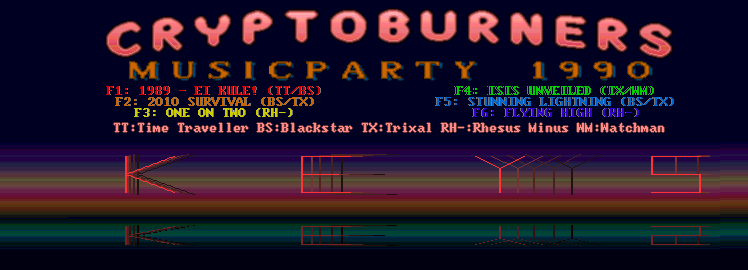 CRYPTOBURNERS
MUSICPARTY 1990
F1: 1989 - EI KULE! (TT/BS)
F4: ISIS UNVEILED (TX/WM)
F2: 2010 SURVIVAL (BS/TX)
F5: STUNNING LIGHTNING (BS/TX)
F3: ONE ON TWO (RH-)
F6: FLYING HIGH (RH-)
TT:Time Traveller BS:Blackstar TX:Trixal RH-:Rhesus Minus WM:Watchman
KEYS